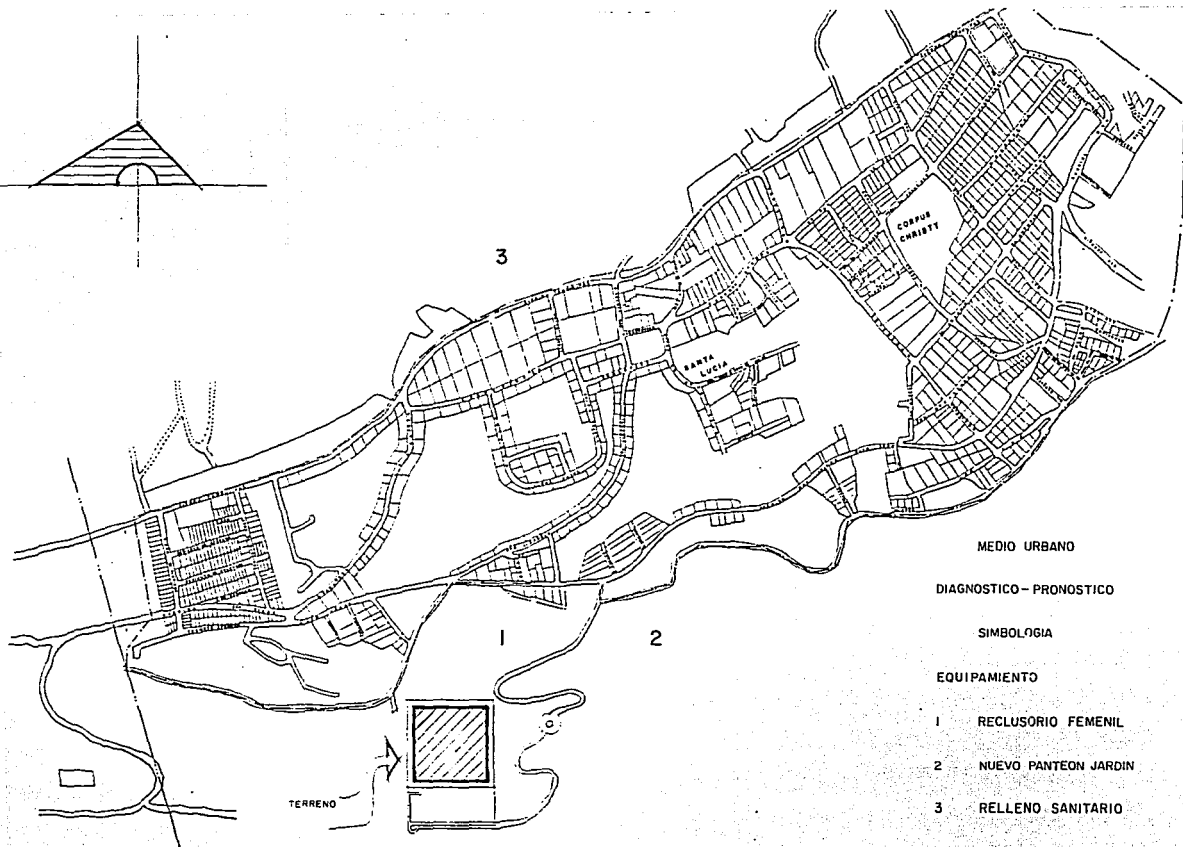 3
CORPUS
CHRISTY
SANTA
LUCIA
1
2
TERRENO
MEDIO URBANO
DIAGNOSTICO-PRONOSTICO
SIMBOLOGIA
EQUIPAMIENTO
1 RECLUSORIO FEMENIL
2 NUEVO PANTEON JARDIN
3 RELLENO SANITARIO